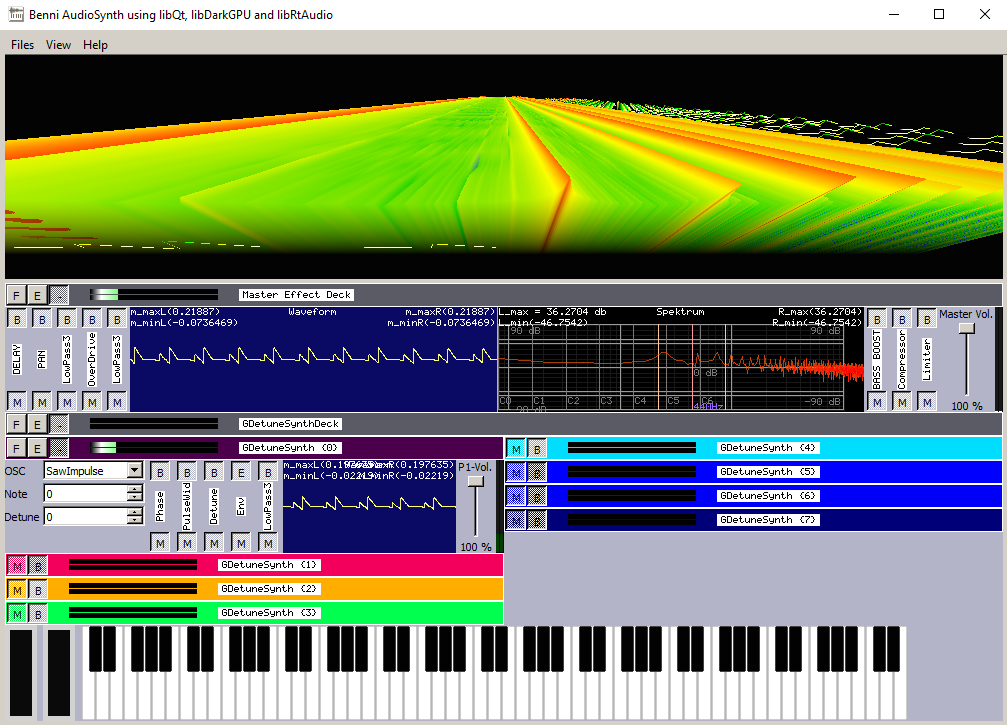 Benni AudioSynth using libQt, libDarkGPU and libRtAudio
Files View Help
F E Master Effect Deck
B B B B B
DELAY PAN LowPass3 OverDrive LowPass3
M M M M M
m_maxL(0.21887) Waveform m_maxR(0.21887)
m_minL(-0.0736469) m_minR(-0.0736469)
L_max = 36.2704 db Spektrum R_max(36.2704)
L_min(-46.7542) R_min(-46.7542)
90 dB 90 dB
0 dB
C0 C1 C2 C3 C4 C5 C6
-90 dB 440Hz -90 dB
B B B
BASS BOOST Compressor Limiter
M M M
Master Vol.
100 %
F E GDetuneSynthDeck
F E GDetuneSynth (0)
OSC SawImpulse
Note 0
Detune 0
B B B E B
Phase PulseWid Detune Env LowPass3
M M M M M
m_maxL(0.197635) m_maxR(0.197635)
m_minL(-0.02219) m_minR(-0.02219)
P1-Vol.
100 %
M B GDetuneSynth (1)
M B GDetuneSynth (2)
M B GDetuneSynth (3)
M B GDetuneSynth (4)
M B GDetuneSynth (5)
M B GDetuneSynth (6)
M B GDetuneSynth (7)